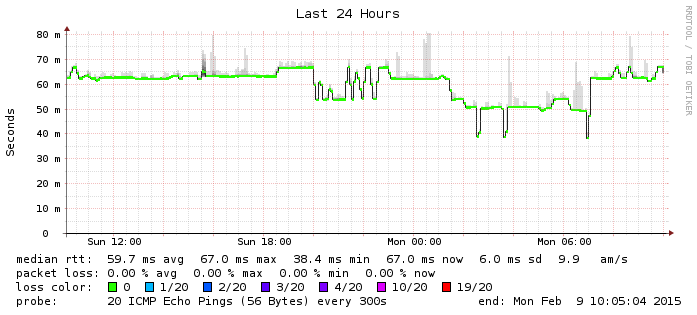 Last 24 Hours
RRDTOOL / TOBI OETIKER
Seconds
80 m
70 m
60 m
50 m
40 m
30 m
20 m
10 m
0
Sun 12:00 Sun 18:00 Mon 00:00 Mon 06:00
median rtt: 59.7 ms avg 67.0 ms max 38.4 ms min 67.0 ms now 6.0 ms sd 9.9 am/s
packet loss: 0.00 % avg 0.00 % max 0.00 % min 0.00 % now
loss color: 0 1/20 2/20 3/20 4/20 10/20 19/20
probe: 20 ICMP Echo Pings (56 Bytes) every 300s end: Mon Feb 9 10:05:04 2015